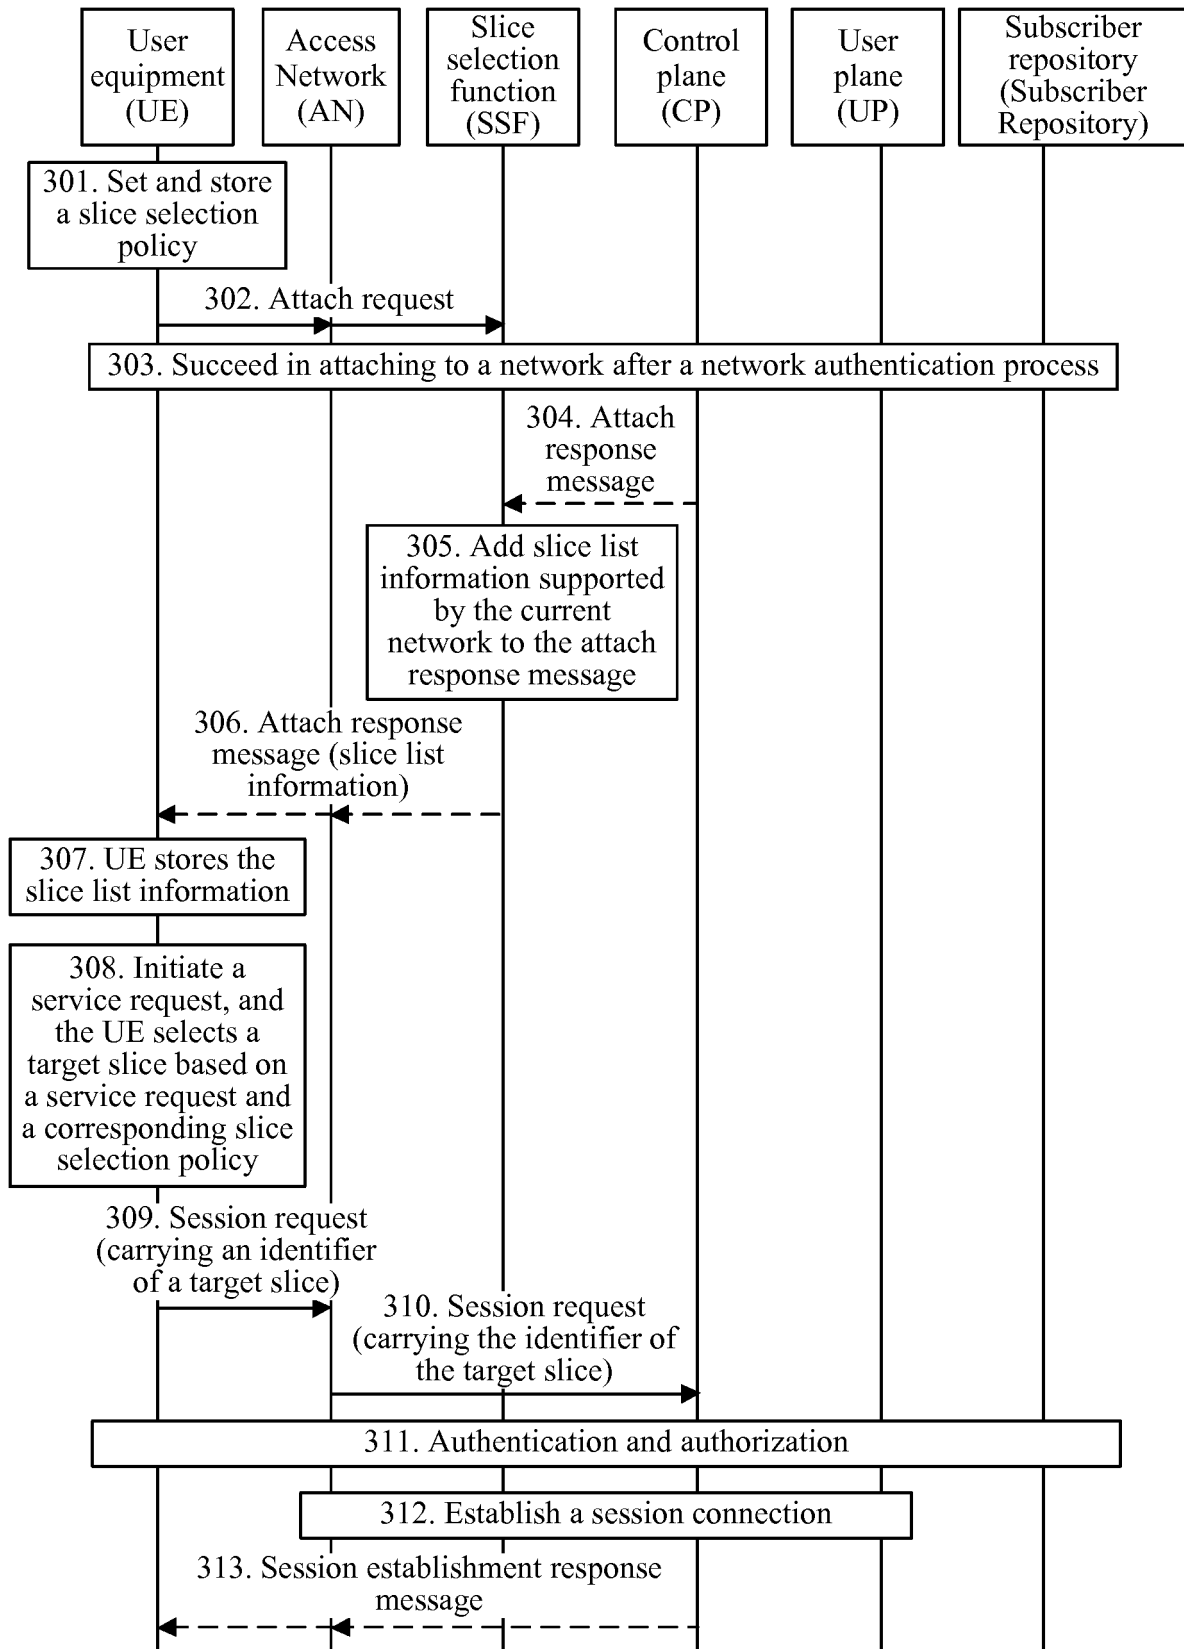 User
equipment
(UE)
Access
Network
(AN)
Slice
selection
function
(SSF)
Control
plane
(CP)
User
plane
(UP)
Subscriber
repository
(Subscriber
Repository)
301. Set and store
a slice selection
policy
302. Attach request
303. Succeed in attaching to a network after a network authentication process
304. Attach
response
message
305. Add slice list
information supported
by the current
network to the attach
response message
306. Attach response
message (slice list
information)
307. UE stores the
slice list information
308. Initiate a
service request, and
the UE selects a
target slice based on
a service request and
a corresponding slice
selection policy
309. Session request
(carrying an identifier
of a target slice)
310. Session request
(carrying the identifier of
the target slice)
311. Authentication and authorization
312. Establish a session connection
313. Session establishment response
message